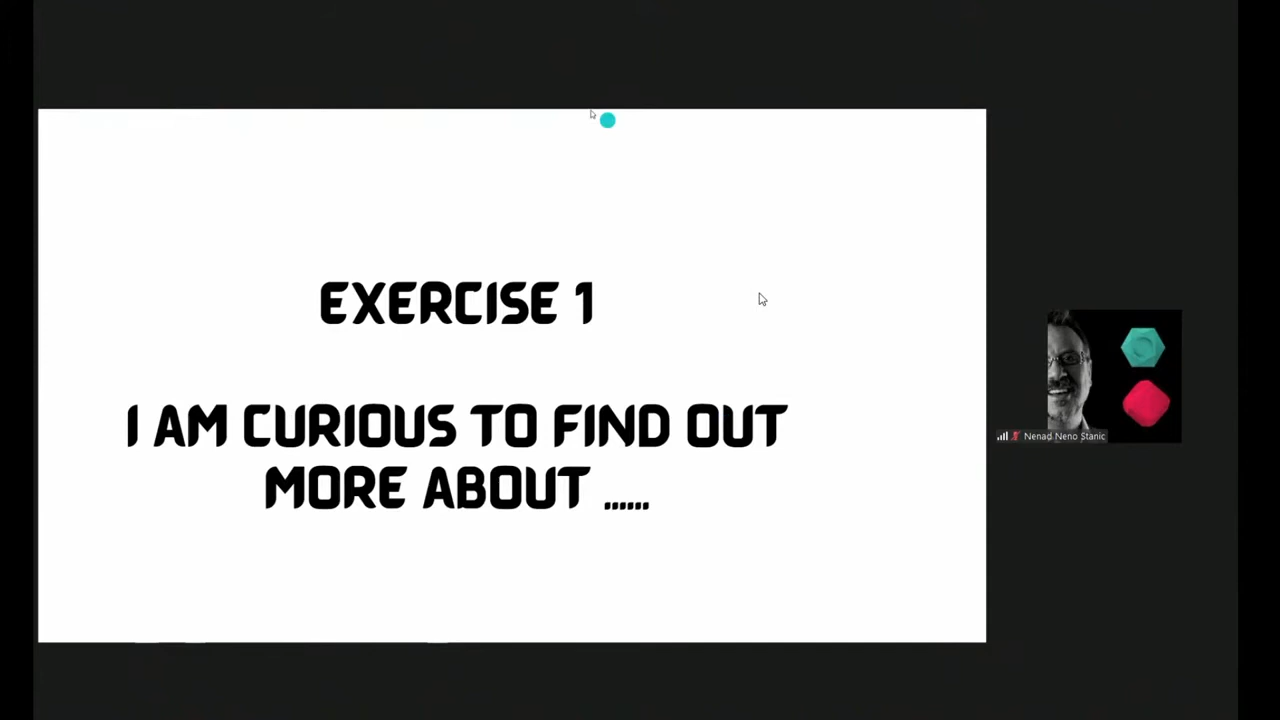 EXERCISE 1
I AM CURIOUS TO FIND OUT
MORE ABOUT ......
Nenad Neno Stanic